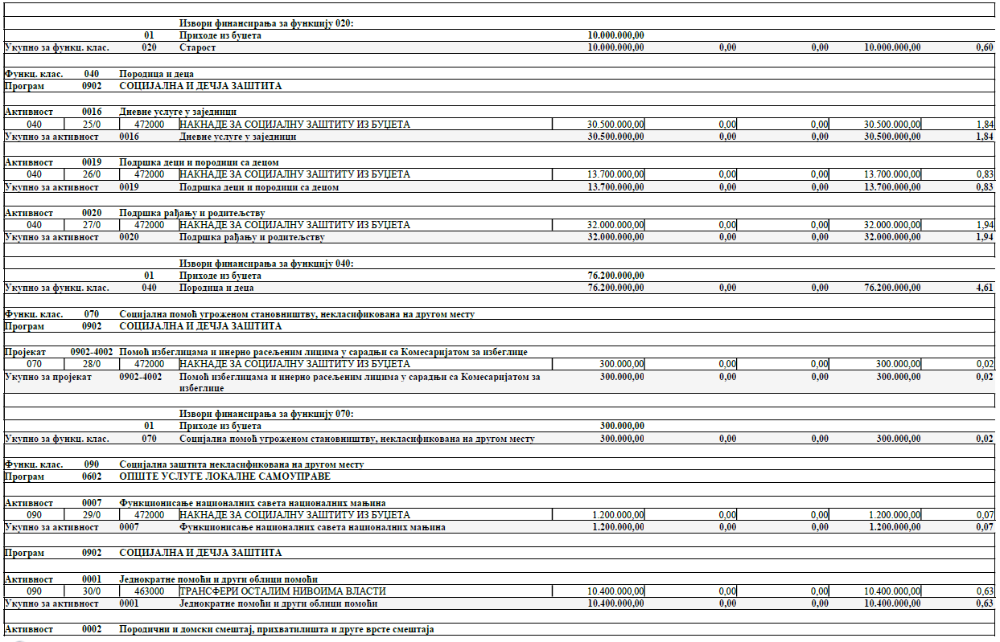 Извори финансирања за функцију 020:
01 Приходе из буџета 10.000.000,00
Укупно за функц. клас. 020 Старост 10.000.000,00 0,00 0,00 10.000.000,00 0,60
Функц. клас. 040 Породица и деца
Програм 0902 СОЦИЈАЛНА И ДЕЧЈА ЗАШТИТА
Активност 0016 Дневне услуге у заједници
040 25/0 472000 НАКНАДЕ ЗА СОЦИЈАЛНУ ЗАШТИТУ ИЗ БУЏЕТА 30.500.000,00 0,00 0,00 30.500.000,00 1,84
Укупно за активност 0016 Дневне услуге у заједници 30.500.000,00 0,00 0,00 30.500.000,00 1,84
Активност 0019 Подршка деци и породици са децом
040 26/0 472000 НАКНАДЕ ЗА СОЦИЈАЛНУ ЗАШТИТУ ИЗ БУЏЕТА 13.700.000,00 0,00 0,00 13.700.000,00 0,83
Укупно за активност 0019 Подршка деци и породици са децом 13.700.000,00 0,00 0,00 13.700.000,00 0,83
Активност 0020 Подршка рађању и родитељству
040 27/0 472000 НАКНАДЕ ЗА СОЦИЈАЛНУ ЗАШТИТУ ИЗ БУЏЕТА 32.000.000,00 0,00 0,00 32.000.000,00 1,94
Укупно за активност 0020 Подршка рађању и родитељству 32.000.000,00 0,00 0,00 32.000.000,00 1,94
Извори финансирања за функцију 040:
01 Приходе из буџета 76.200.000,00
Укупно за функц. клас. 040 Породица и деца 76.200.000,00 0,00 0,00 76.200.000,00 4,61
Функц. клас. 070 Социјална помоћ угроженом становништву, некласификована на другом месту
Програм 0902 СОЦИЈАЛНА И ДЕЧЈА ЗАШТИТА
Пројекат 0902-4002 Помоћ избеглицама и инерно расељеним лицима у сарадњи са Комесаријатом за избеглице
070 28/0 472000 НАКНАДЕ ЗА СОЦИЈАЛНУ ЗАШТИТУ ИЗ БУЏЕТА 300.000,00 0,00 0,00 300.000,00 0,02
Укупно за пројекат 0902-4002 Помоћ избеглицама и инерно расељеним лицима у сарадњи са Комесаријатом за 300.000,00 0,00 0,00 300.000,00 0,02
избеглице
Извори финансирања за функцију 070:
01 Приходе из буџета 300.000,00
Укупно за функц. клас. 070 Социјална помоћ угроженом становништву, некласификована на другом месту 300.000,00 0,00 0,00 300.000,00 0,02
Функц. клас. 090 Социјална заштита некласификована на другом месту
Програм 0602 ОПШТЕ УСЛУГЕ ЛОКАЛНЕ САМОУПРАВЕ
Активност 0007 Функционисање националних савета националних мањина
090 29/0 472000 НАКНАДЕ ЗА СОЦИЈАЛНУ ЗАШТИТУ ИЗ БУЏЕТА 1.200.000,00 0,00 0,00 1.200.000,00 0,07
Укупно за активност 0007 Функционисање националних савета националних мањина 1.200.000,00 0,00 0,00 1.200.000,00 0,07
Програм 0902 СОЦИЈАЛНА И ДЕЧЈА ЗАШТИТА
Активност 0001 Једнократне помоћи и други облици помоћи
090 30/0 463000 ТРАНСФЕРИ ОСТАЛИМ НИВОИМА ВЛАСТИ 10.400.000,00 0,00 0,00 10.400.000,00 0,63
Укупно за активност 0001 Једнократне помоћи и други облици помоћи 10.400.000,00 0,00 0,00 10.400.000,00 0,63
Активност 0002 Породични и домски смештај, прихватилишта и друге врсте смештаја